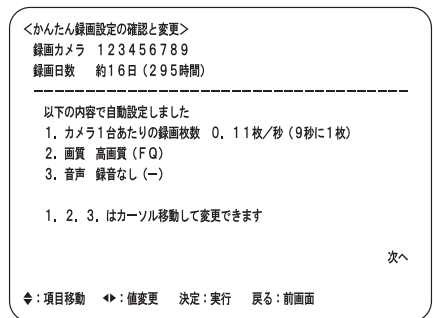 <かんたん録画設定の確認と変更>
録画カメラ　１２３４５６７８９
録画日数　約１６日（２９５時間）
以下の内容で自動設定しました
１．カメラ１台あたりの録画枚数　０．１１枚／秒（９秒に１枚）
２．画質　高画質（ＦＱ）
３．音声　録音なし（−）
１．２．３．はカーソル移動して変更できます
次へ
◆：項目移動　◀▶：値変更　決定：実行　戻る：前画面